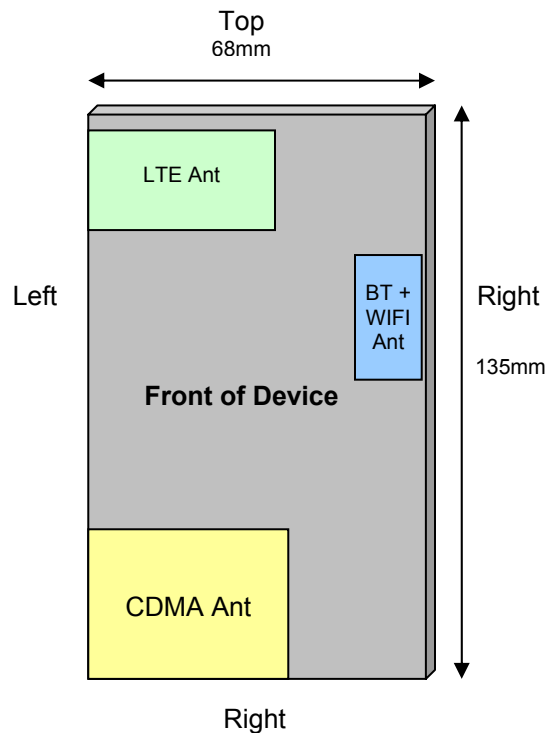 Top
68mm
LTE Ant
Left
BT +
WIFI
Ant
Right
135mm
Front of Device
CDMA Ant
Right